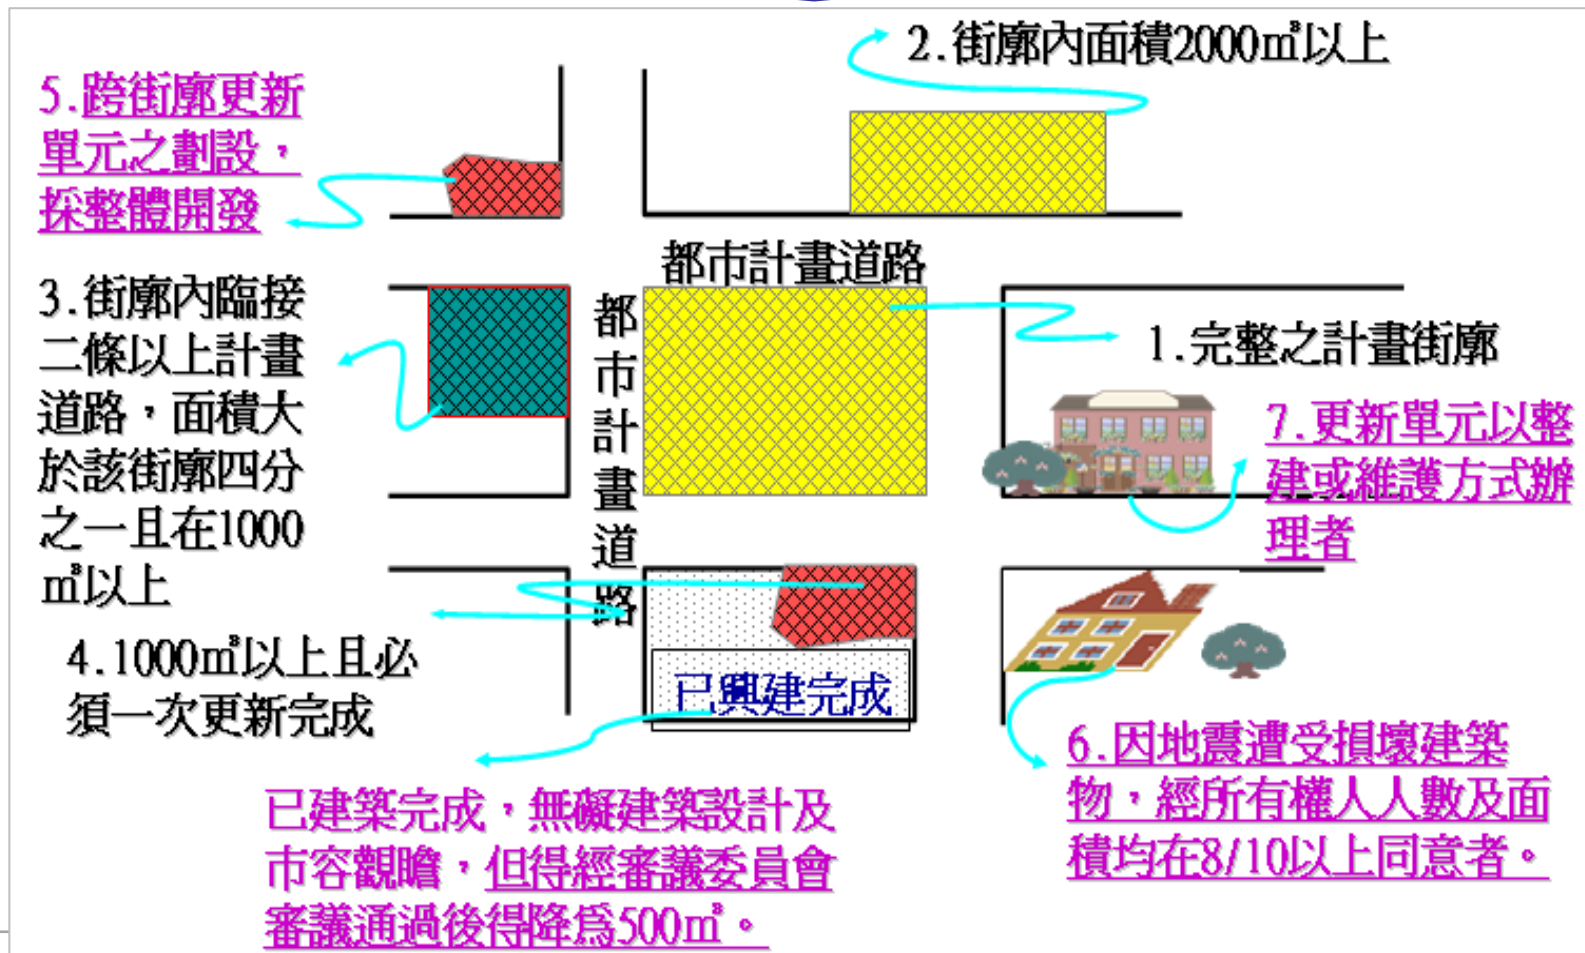 2.街廓內面積2000㎡以上
5.跨街廓更新
單元之劃設，
採整體開發
都市計畫道路
3.街廓內臨接
二條以上計畫
道路，面積大
於該街廓四分
之一且在1000
㎡以上
都市計畫道路
1.完整之計畫街廓
7.更新單元以整
建或維護方式辦
理者
4.1000㎡以上且必
須一次更新完成
已興建完成
6.因地震遭受損壞建築
物，經所有權人人數及面
積均在8/10以上同意者。
已建築完成，無礙建築設計及
市容觀瞻，但得經審議委員會
審議通過後得降為500㎡。